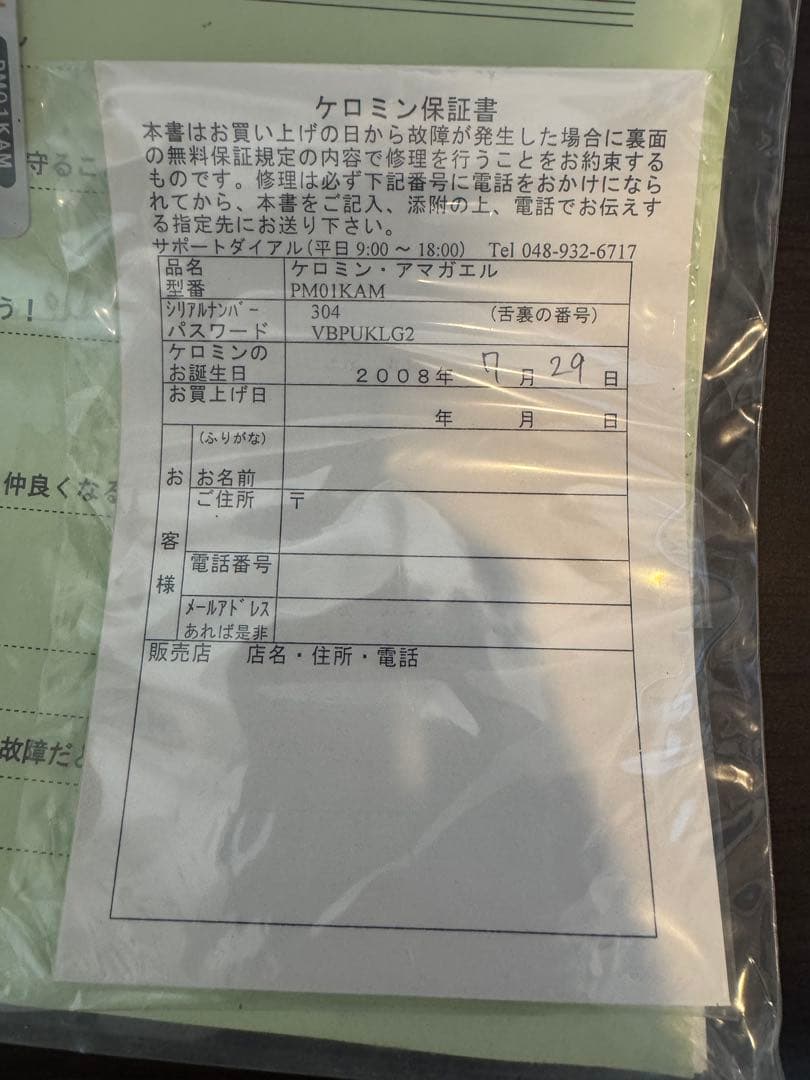 PM01KAM
守るこ
う！
仲良くなる
故障だと
ケロミン保証書
本書はお買い上げの日から故障が発生した場合に裏面
の無料保証規定の内容で修理を行うことをお約束する
ものです。修理は必ず下記番号に電話をおかけになら
れてから、本書をご記入、添附の上、電話でお伝えす
る指定先にお送り下さい。
サポートダイアル(平日 9:00 ～ 18:00) Tel 048-932-6717
品名 ケロミン・アマガエル
型番 PM01KAM
シリアルナンバー 304 (舌裏の番号)
パスワード VBPUKLG2
ケロミンの
お誕生日 2008年 7月 29日
お買上げ日 年 月 日
お客様
(ふりがな)
お名前
ご住所 〒
電話番号
メールアドレス
あれば是非
販売店 店名・住所・電話